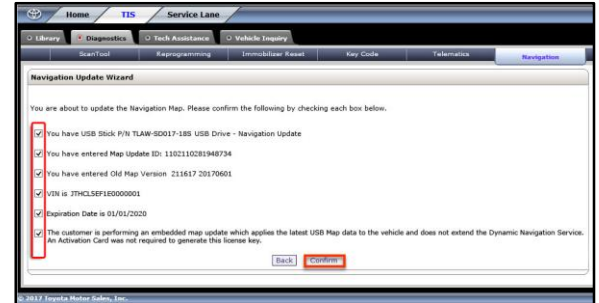 Home TIS Service Lane
Library Diagnostics Tech Assistance Vehicle Inquiry
ScanTool Reprogramming Immobilizer Reset Key Code Telematics Navigation
Navigation Update Wizard
You are about to update the Navigation Map. Please confirm the following by checking each box below.
You have USB Stick P/N TLAW-SD017-18S USB Drive - Navigation Update
You have entered Map Update ID: 1102110281948734
You have entered Old Map Version 211617 20170601
VIN is JTHCL5EF1E0000001
Expiration Date is 01/01/2020
The customer is performing an embedded map update which applies the latest USB Map data to the vehicle and does not extend the Dynamic Navigation Service.
An Activation Card was not required to generate this license key.
Back Confirm
© 2017 Toyota Motor Sales, Inc.